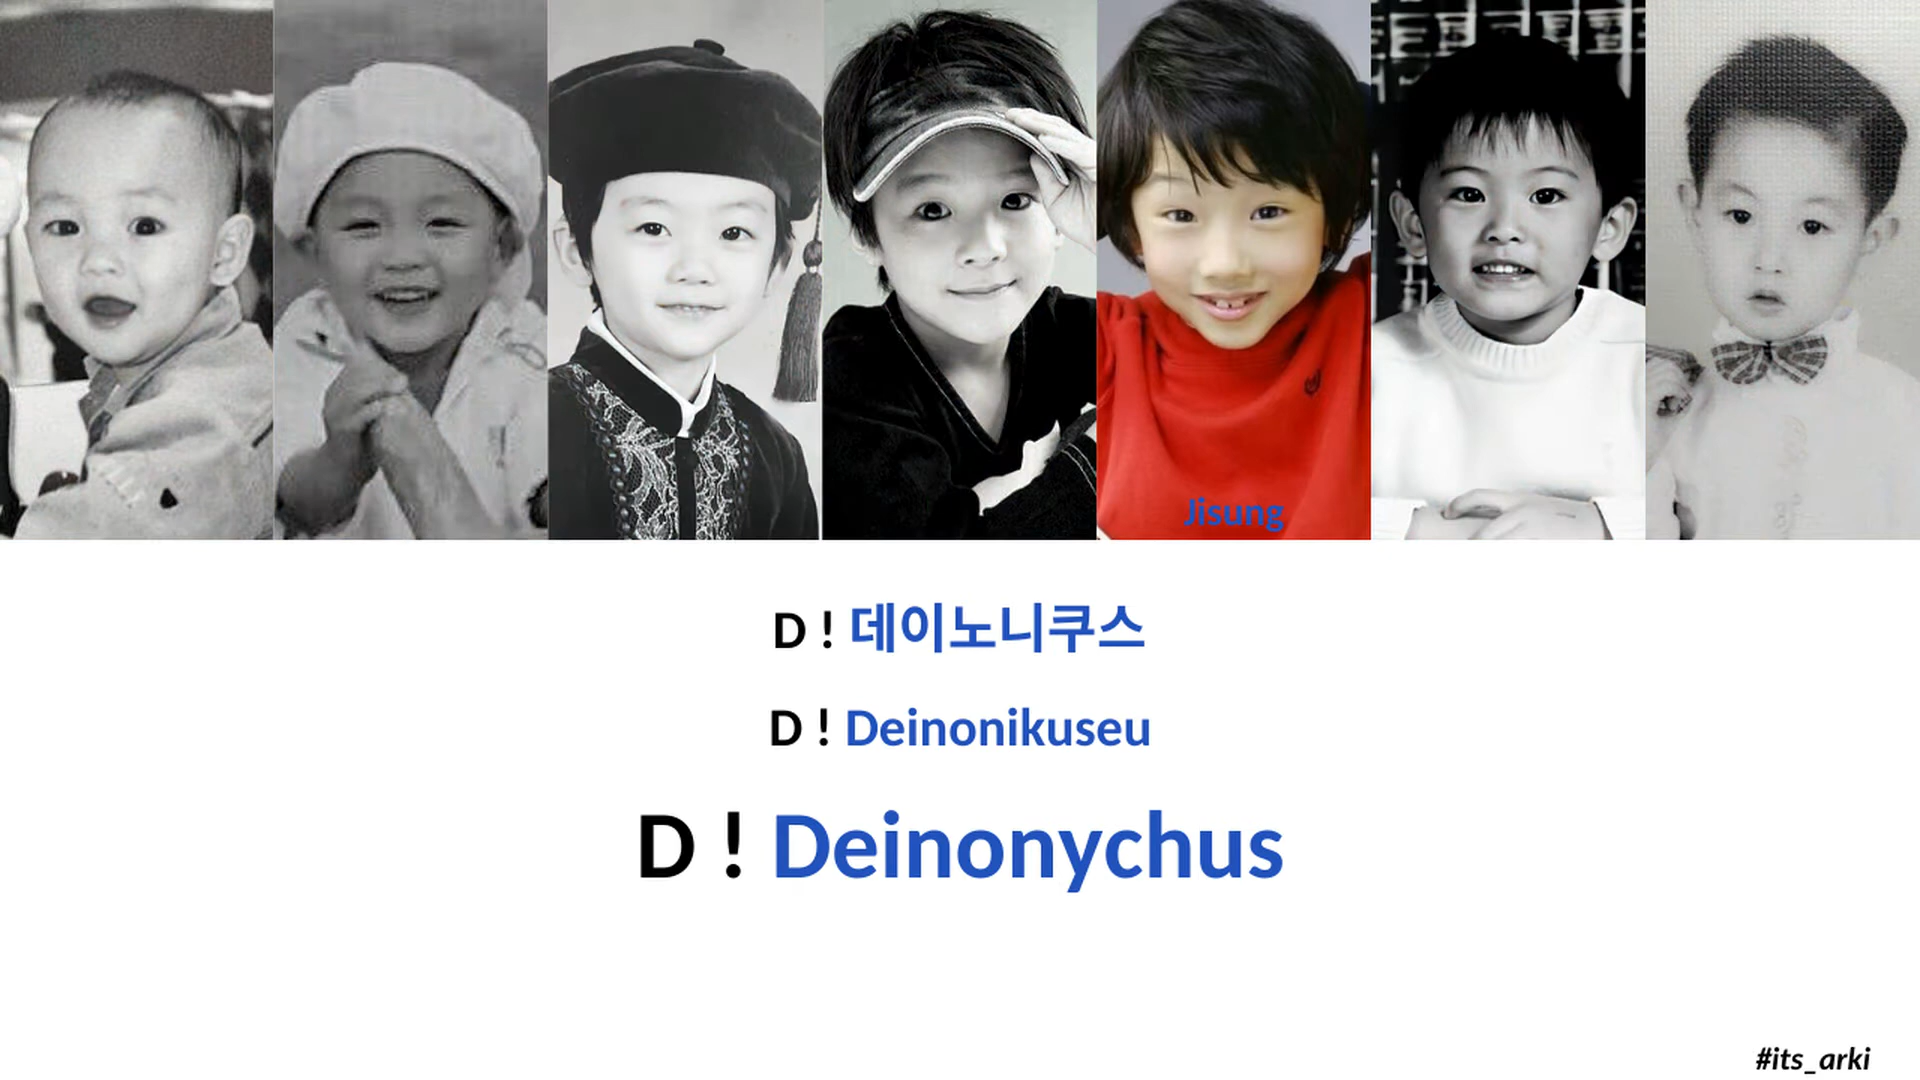 Jisung
D ! 데이노니쿠스
D ! Deinonikuseu
D ! Deinonychus
#its_arki